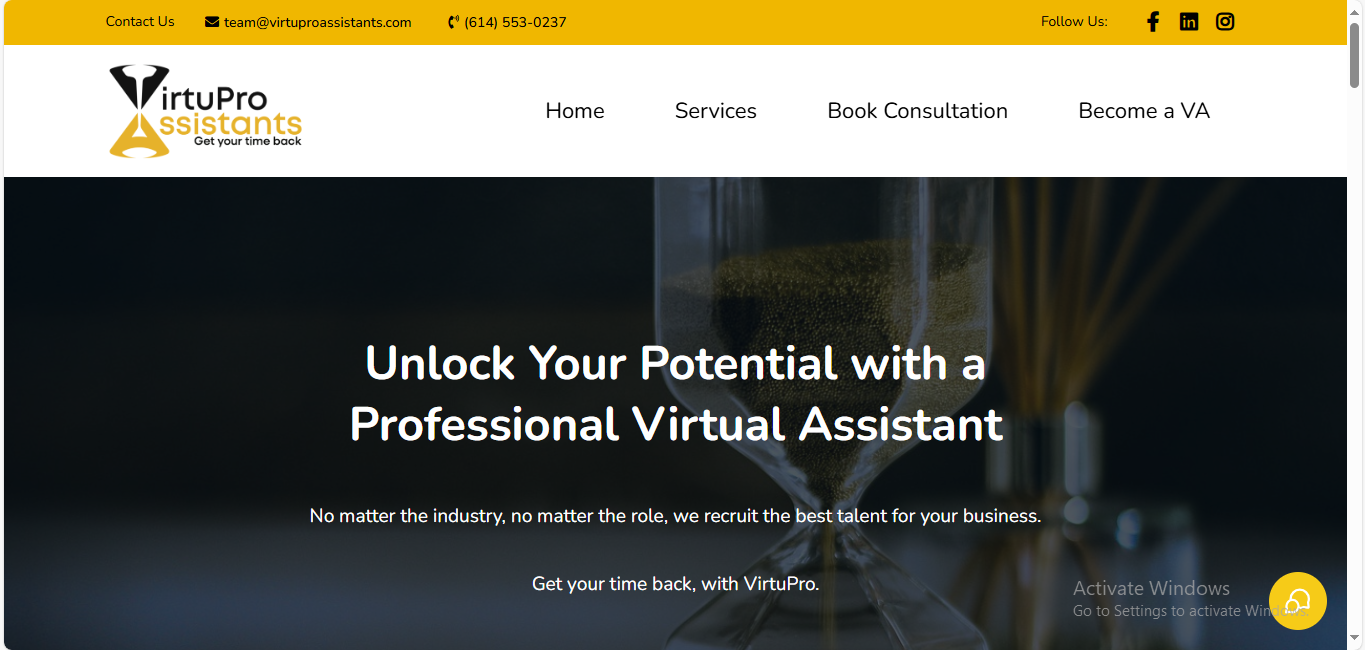 Contact Us
team@virtuproassistants.com
(614) 553-0237
Follow Us:
VirtuPro
Assistants
Get your time back
Home
Services
Book Consultation
Become a VA
Unlock Your Potential with a
Professional Virtual Assistant
No matter the industry, no matter the role, we recruit the best talent for your business.
Get your time back, with VirtuPro.
Activate Windows
Go to Settings to activate Windows.